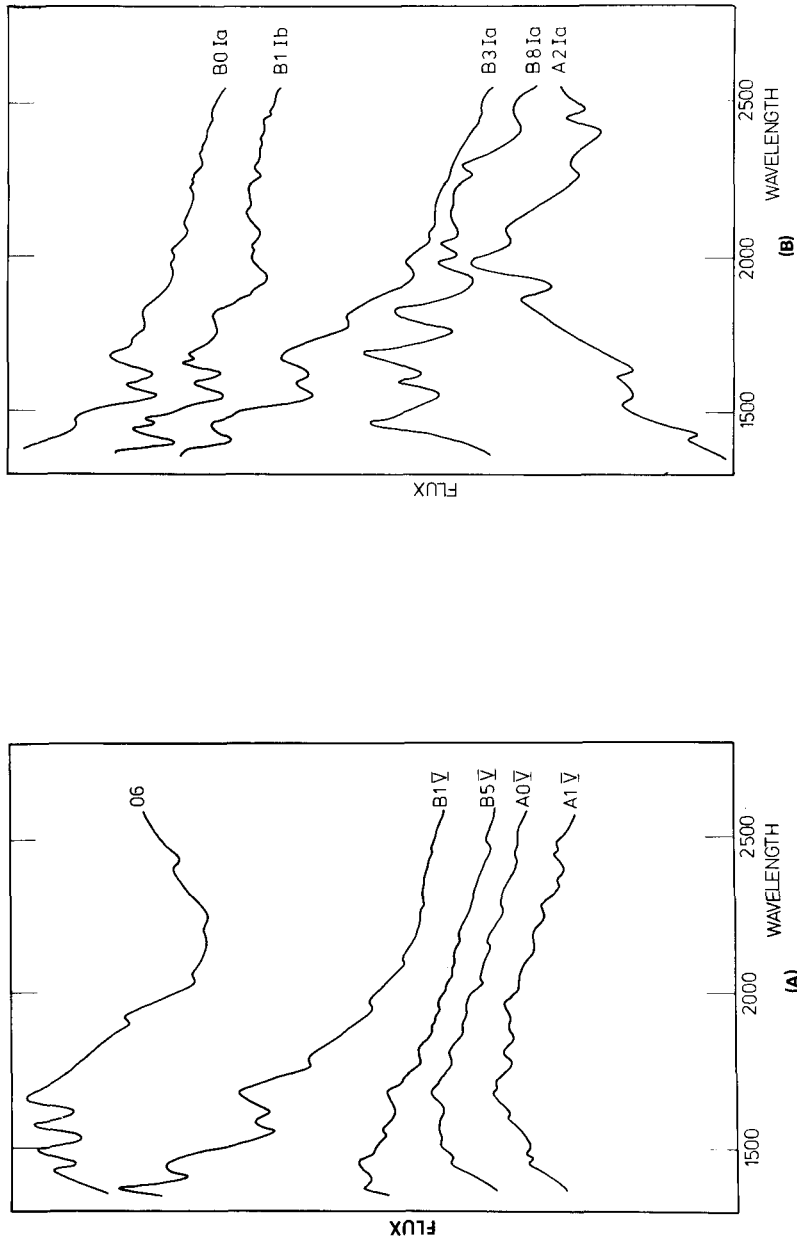 O6
B1 V
B5 V
A0 V
A1 V
1500
2000
2500
WAVELENGTH
FLUX
(A)
B0 Ia
B1 Ib
B3 Ia
B8 Ia
A2 Ia
1500
2000
2500
WAVELENGTH
FLUX
(B)